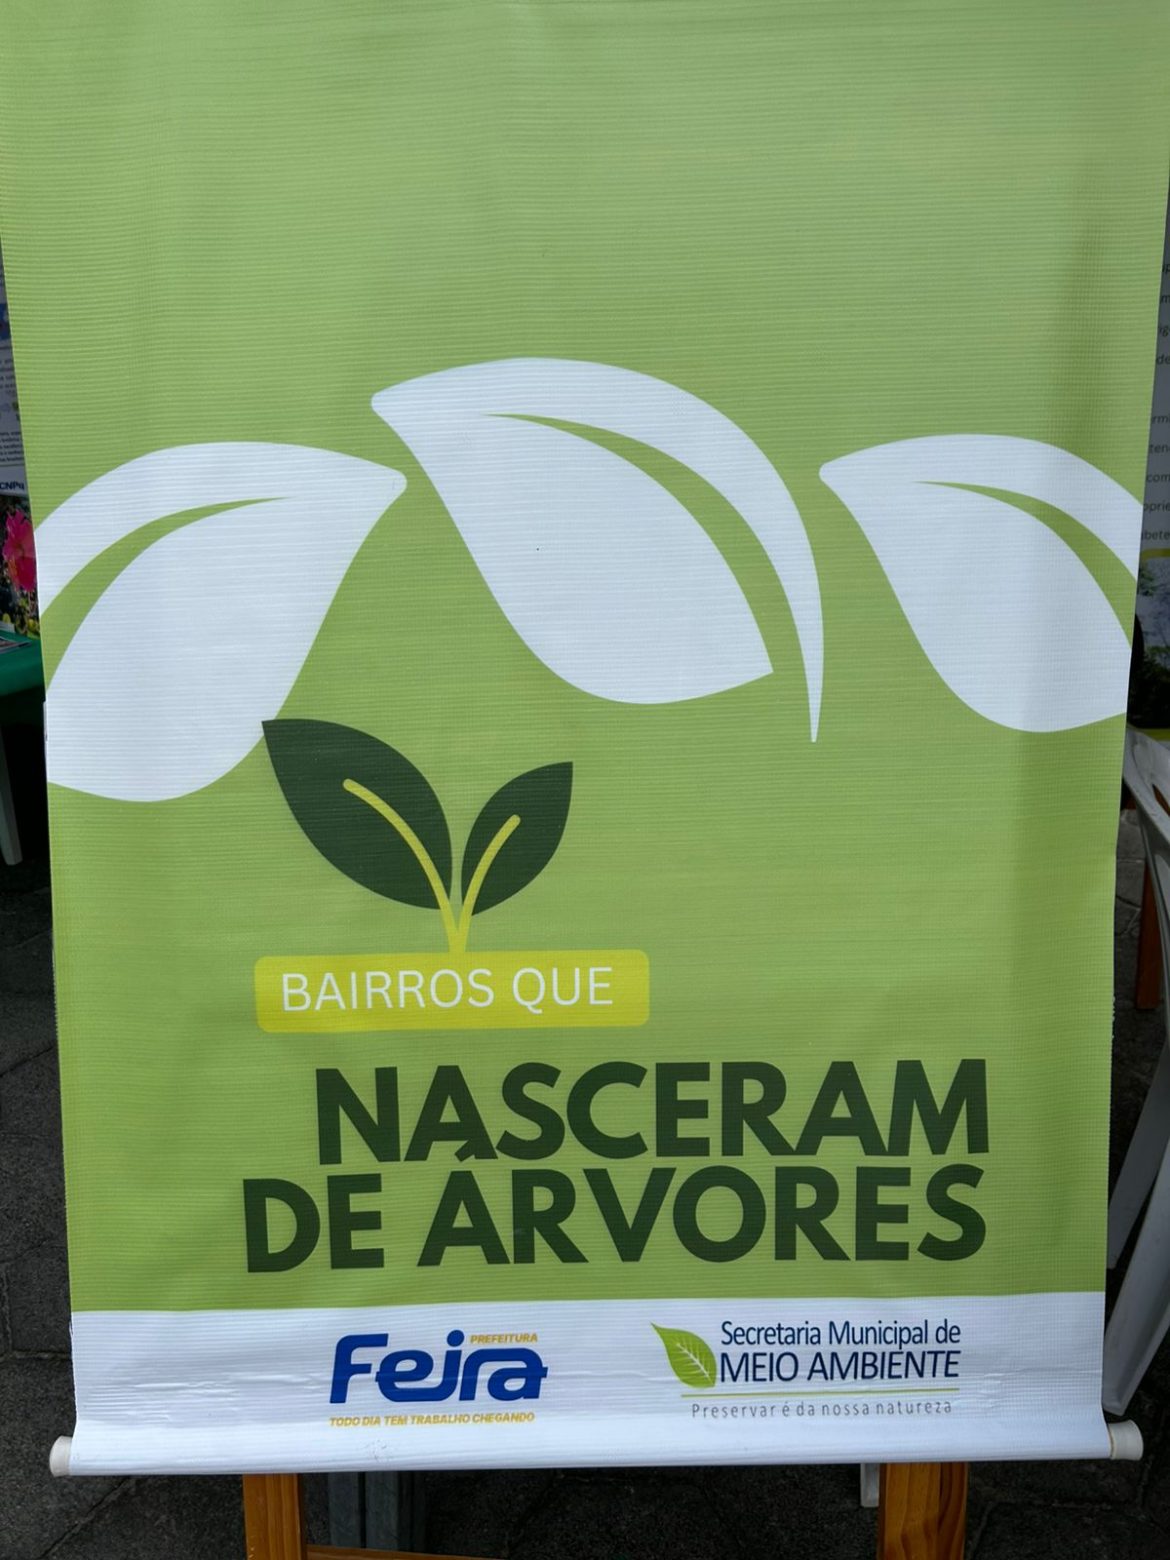 CNPq
BAIRROS QUE
NASCERAM
DE ÁRVORES
PREFEITURA
Feira
TODO DIA TEM TRABALHO CHEGANDO
Secretaria Municipal de
MEIO AMBIENTE
Preservar é da nossa natureza